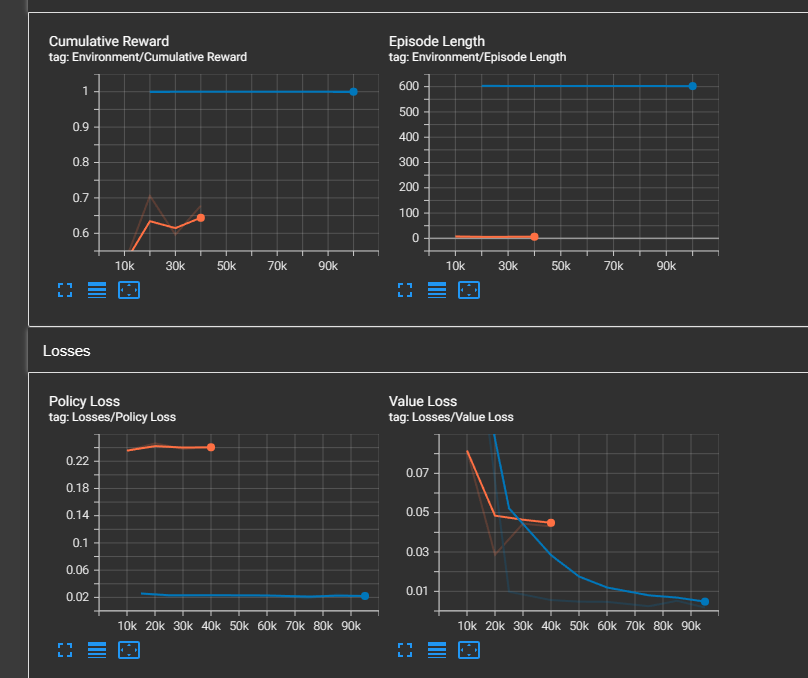 Cumulative Reward
tag: Environment/Cumulative Reward
1
0.9
0.8
0.7
0.6
10k 30k 50k 70k 90k
Episode Length
tag: Environment/Episode Length
600
500
400
300
200
100
0
10k 30k 50k 70k 90k
Losses
Policy Loss
tag: Losses/Policy Loss
0.22
0.18
0.14
0.1
0.06
0.02
10k 20k 30k 40k 50k 60k 70k 80k 90k
Value Loss
tag: Losses/Value Loss
0.07
0.05
0.03
0.01
10k 20k 30k 40k 50k 60k 70k 80k 90k